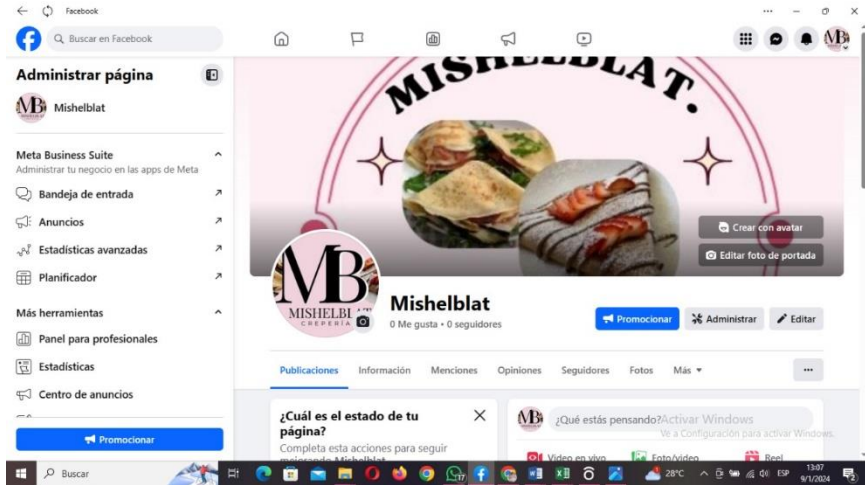 Facebook
Buscar en Facebook
Administrar página
Mishelblat
Meta Business Suite
Administrar tu negocio en las apps de Meta
Bandeja de entrada
Anuncios
Estadísticas avanzadas
Planificador
Más herramientas
Panel para profesionales
Estadísticas
Centro de anuncios
Promocionar
MISHELBLAT.
Crear con avatar
Editar foto de portada
MB
CREPERÍA
Mishelblat
0 Me gusta • 0 seguidores
Promocionar
Administrar
Editar
Publicaciones
Información
Menciones
Opiniones
Seguidores
Fotos
Más
¿Cuál es el estado de tu
página?
Completa esta acciones para seguir
mejorando Mishelblat
¿Qué estás pensando?
Activar Windows
Ve a Configuración para activar Windows.
Video en vivo
Foto/video
Reel
Buscar
28°C
ESP
13:07
9/1/2024